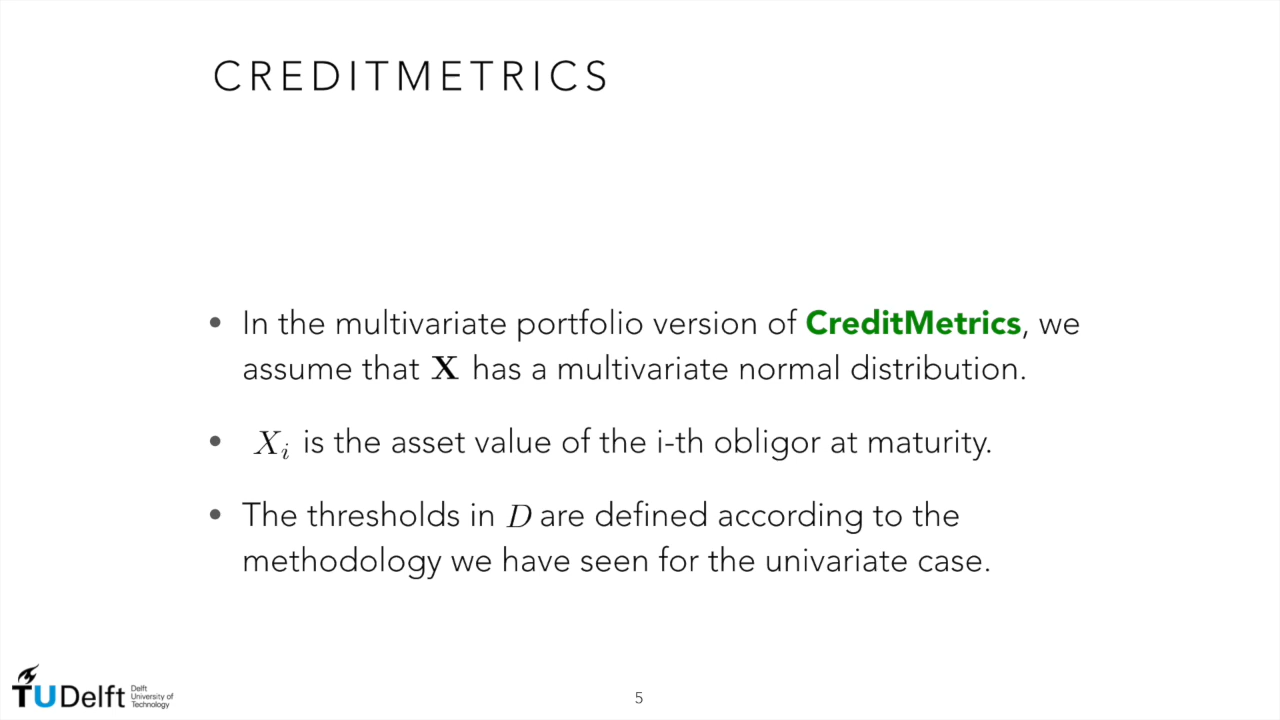 CREDITMETRICS
• In the multivariate portfolio version of CreditMetrics, we
assume that X has a multivariate normal distribution.
• X_i is the asset value of the i-th obligor at maturity.
• The thresholds in D are defined according to the
methodology we have seen for the univariate case.
TUDelft
Delft
University of
Technology
5